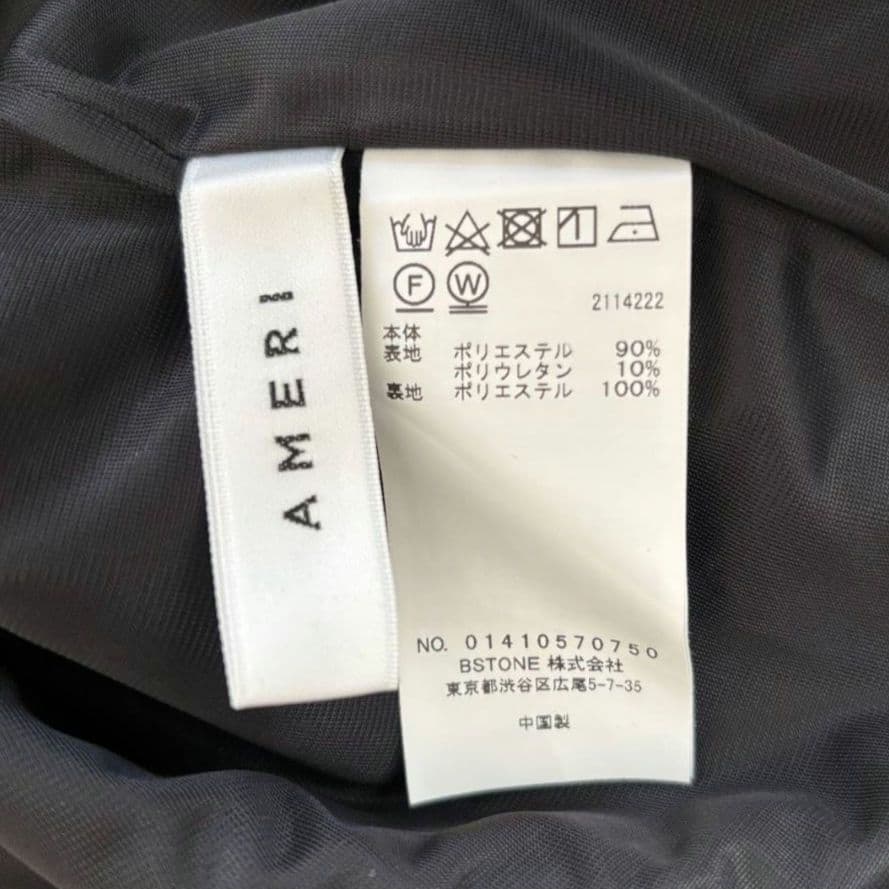 AMERI
F W
2114222
本体
表地 ポリエステル 90%
ポリウレタン 10%
裏地 ポリエステル 100%
NO. 01410570750
BSTONE 株式会社
東京都渋谷区広尾5-7-35
中国製